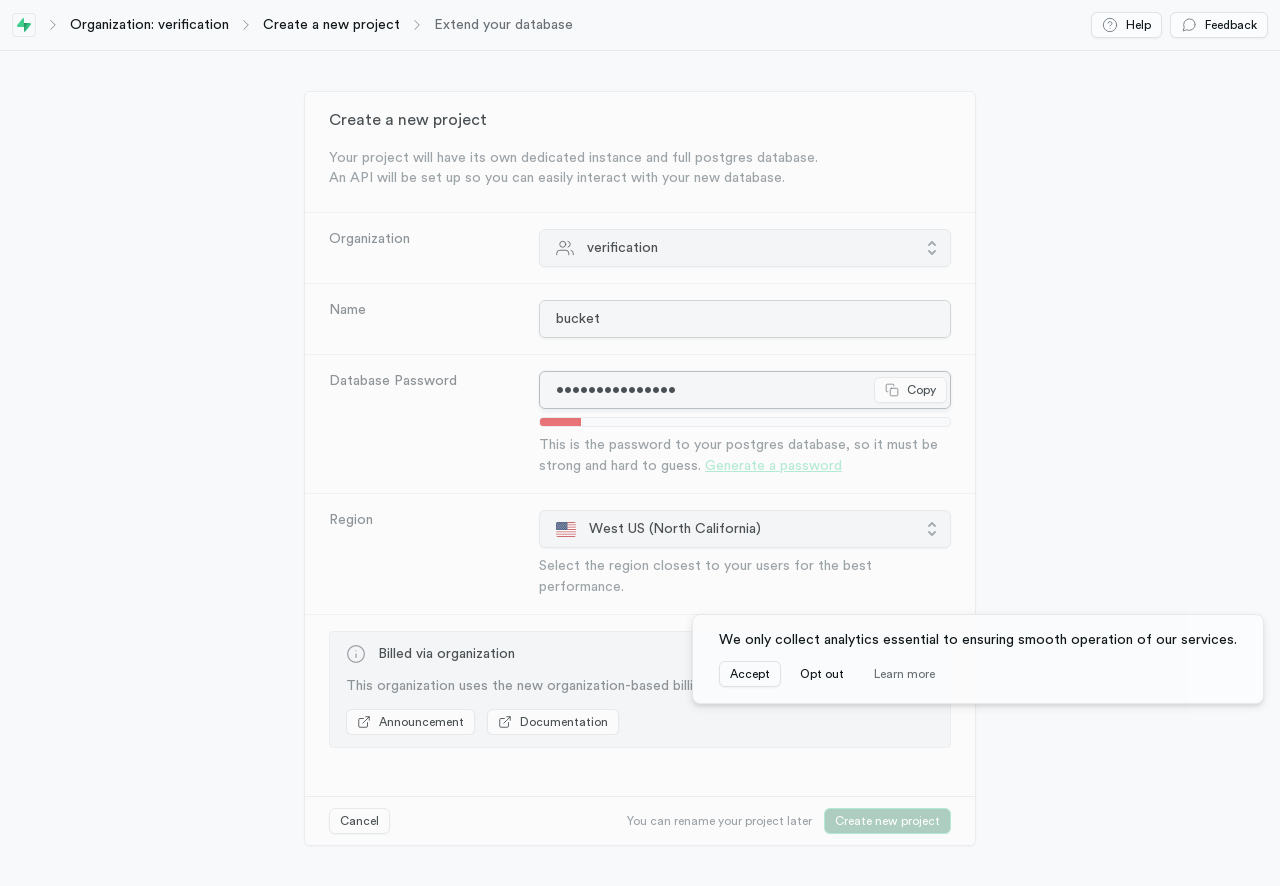 Organization: verification
Create a new project
Extend your database
Help
Feedback
Create a new project
Your project will have its own dedicated instance and full postgres database.
An API will be set up so you can easily interact with your new database.
Organization
verification
Name
bucket
Database Password
•••••••••••••••
Copy
This is the password to your postgres database, so it must be
strong and hard to guess. Generate a password
Region
West US (North California)
Select the region closest to your users for the best
performance.
We only collect analytics essential to ensuring smooth operation of our services.
Accept
Opt out
Learn more
Billed via organization
This organization uses the new organization-based
Announcement
Documentation
Cancel
You can rename your project later
Create new project